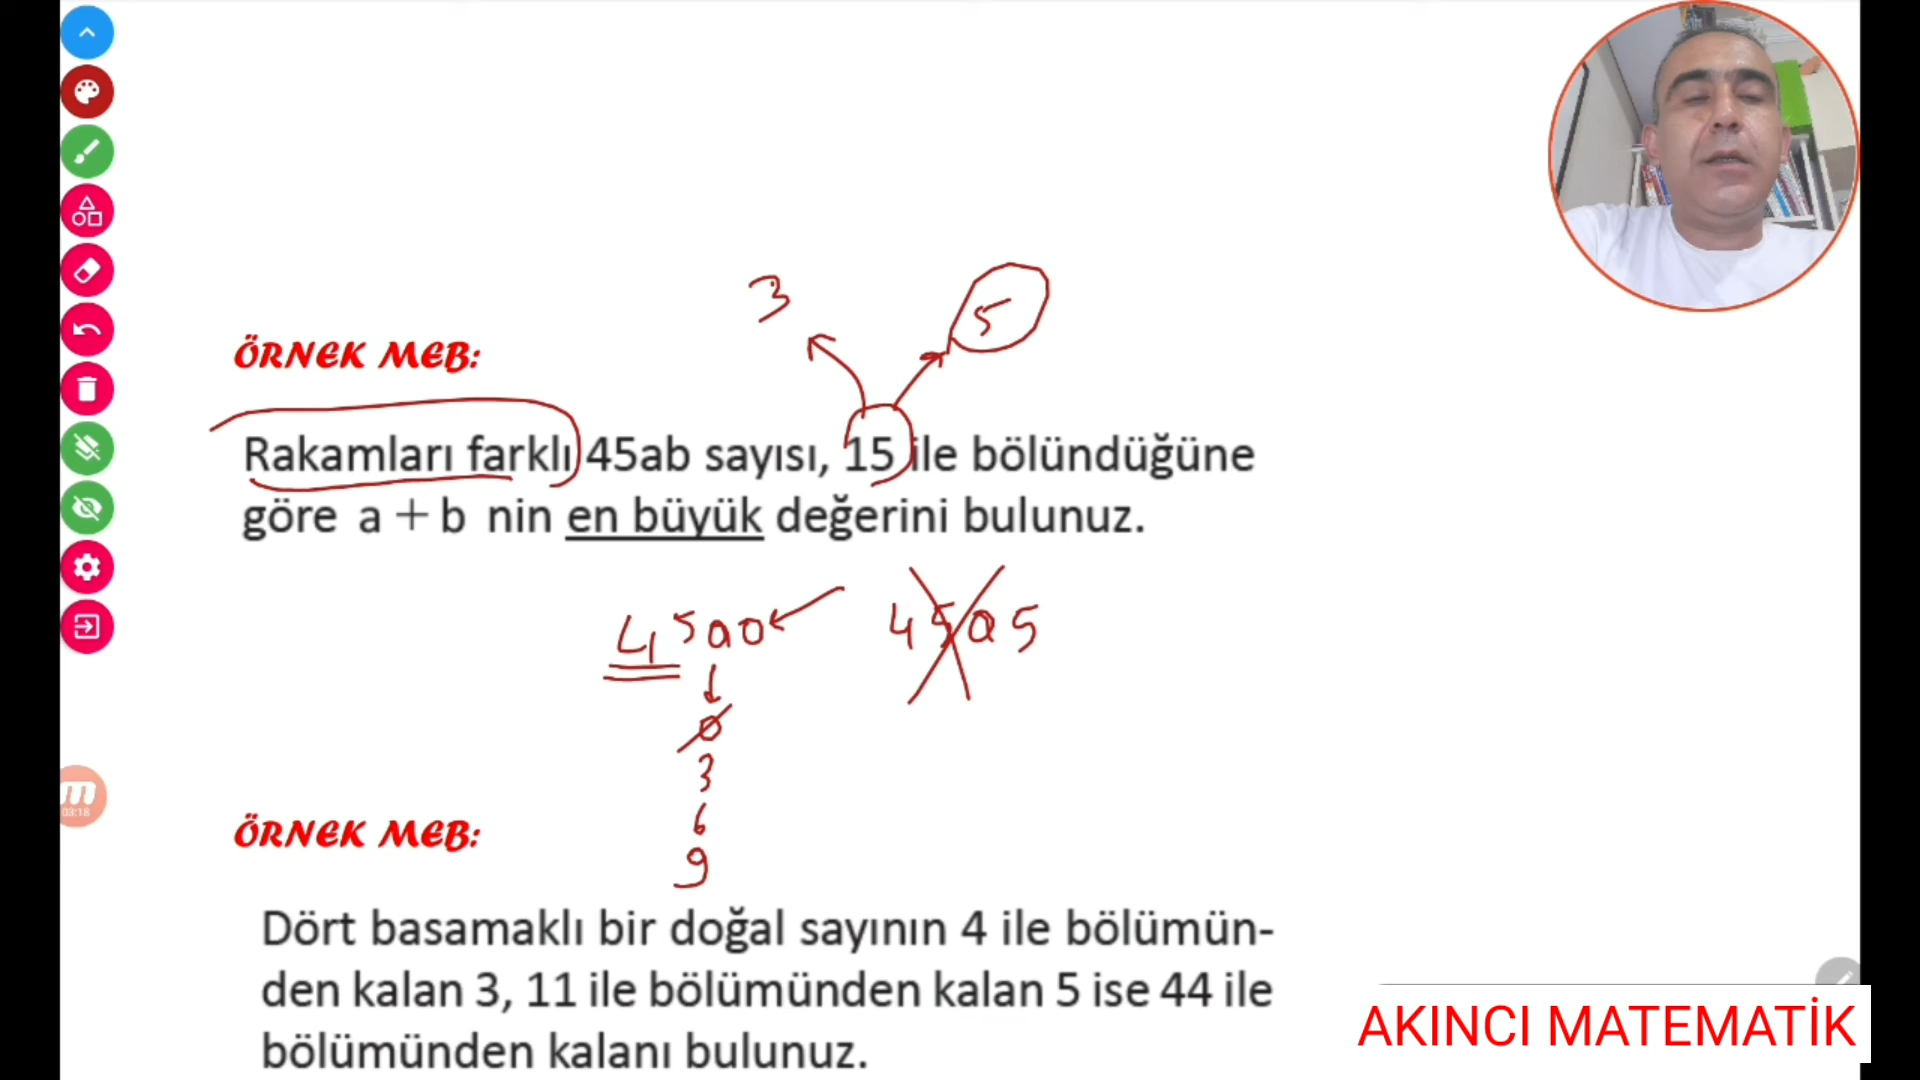 3
5
ÖRNEK MEB:
Rakamları farklı 45ab sayısı, 15 ile bölündüğüne
göre a + b nin en büyük değerini bulunuz.
45a0
45a5
0
3
6
9
m
03:18
ÖRNEK MEB:
Dört basamaklı bir doğal sayının 4 ile bölümün-
den kalan 3, 11 ile bölümünden kalan 5 ise 44 ile
bölümünden kalanı bulunuz.
AKINCI MATEMATİK